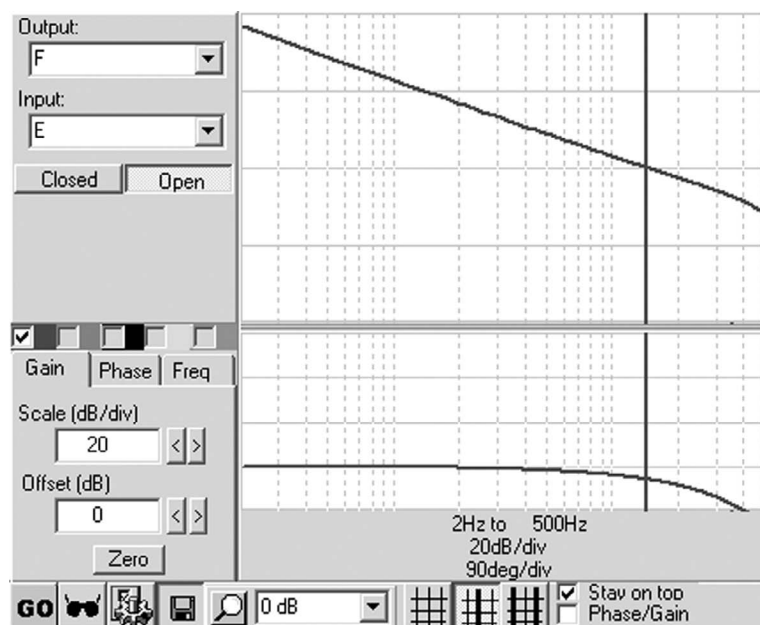 Output:
F
Input:
E
Closed Open
Gain Phase Freq
Scale (dB/div)
20 < >
Offset (dB)
0 < >
Zero
2Hz to 500Hz
20dB/div
90deg/div
GO 0 dB Stay on top
Phase/Gain